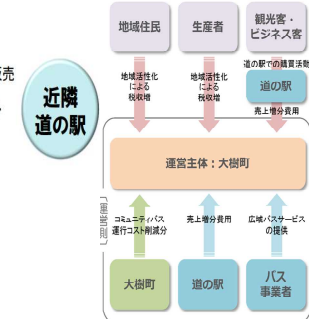 地域住民
生産者
観光客・
ビジネス客
販売
近隣
道の駅
地域活性化
による
税収増
地域活性化
による
税収増
道の駅での購買活動
道の駅
売上増分費用
運営主体：大樹町
〔運営側〕
コミュニティバス
運行コスト削減分
売上増分費用
広域バスサービス
の提供
大樹町
道の駅
バス
事業者